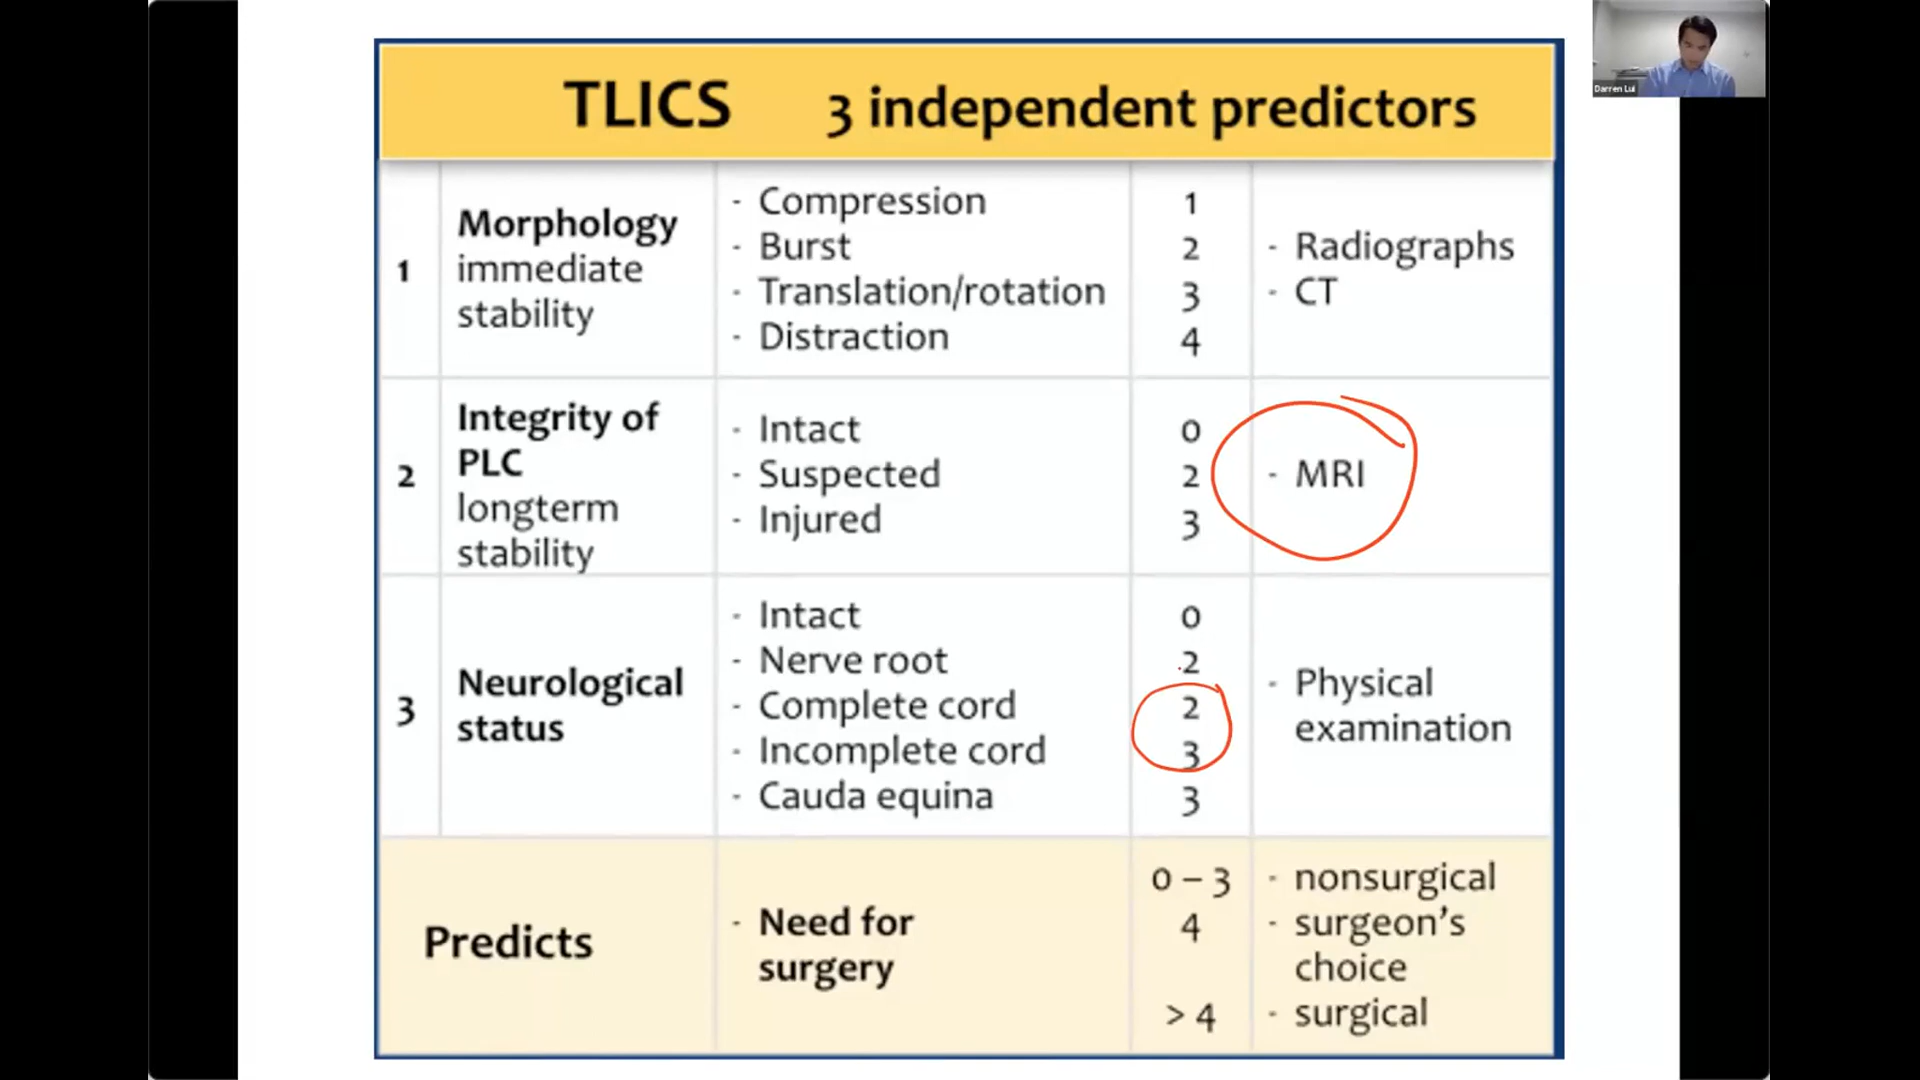 Darren Lui
TLICS 3 independent predictors
1
Morphology
immediate
stability
- Compression
- Burst
- Translation/rotation
- Distraction
1
2
3
4
- Radiographs
- CT
2
Integrity of
PLC
longterm
stability
- Intact
- Suspected
- Injured
0
2
3
- MRI
3
Neurological
status
- Intact
- Nerve root
- Complete cord
- Incomplete cord
- Cauda equina
0
2
2
3
3
- Physical
examination
Predicts
- Need for
surgery
0 – 3
4
> 4
- nonsurgical
- surgeon's
choice
- surgical